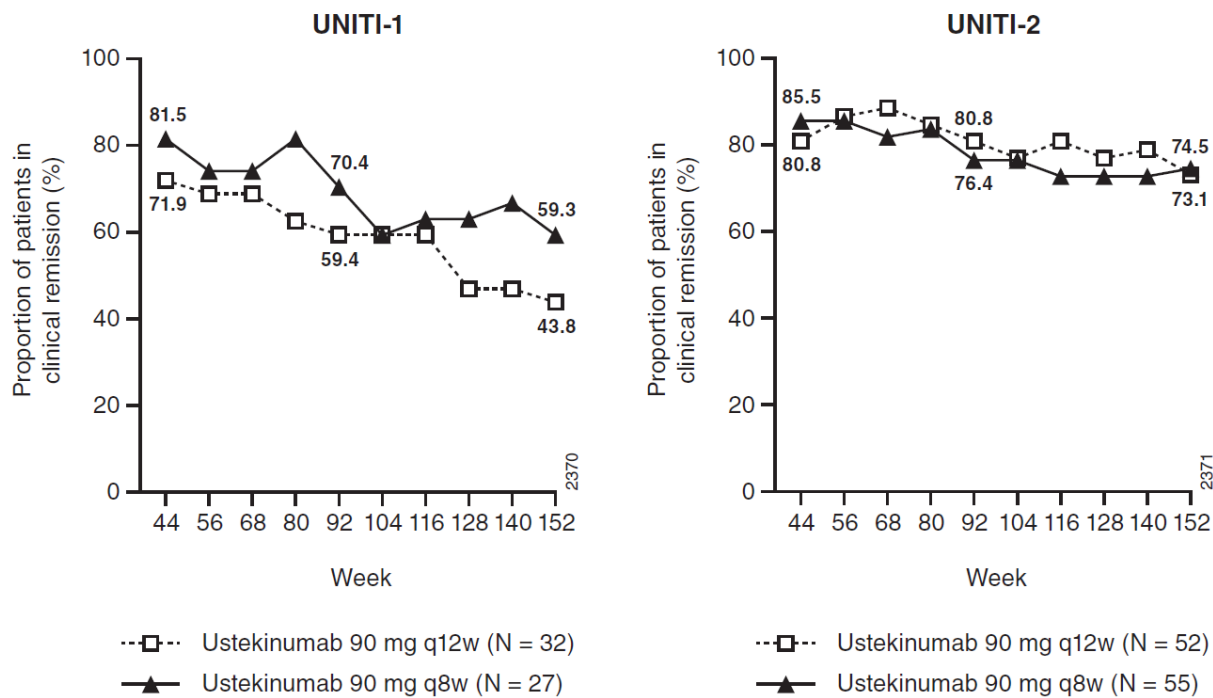 UNITI-1
Proportion of patients in
clinical remission (%)
100
80
60
40
20
0
81.5
71.9
70.4
59.4
59.3
43.8
2370
44 56 68 80 92 104 116 128 140 152
Week
Ustekinumab 90 mg q12w (N = 32)
Ustekinumab 90 mg q8w (N = 27)
UNITI-2
Proportion of patients in
clinical remission (%)
100
80
60
40
20
0
85.5
80.8
80.8
76.4
74.5
73.1
2371
44 56 68 80 92 104 116 128 140 152
Week
Ustekinumab 90 mg q12w (N = 52)
Ustekinumab 90 mg q8w (N = 55)